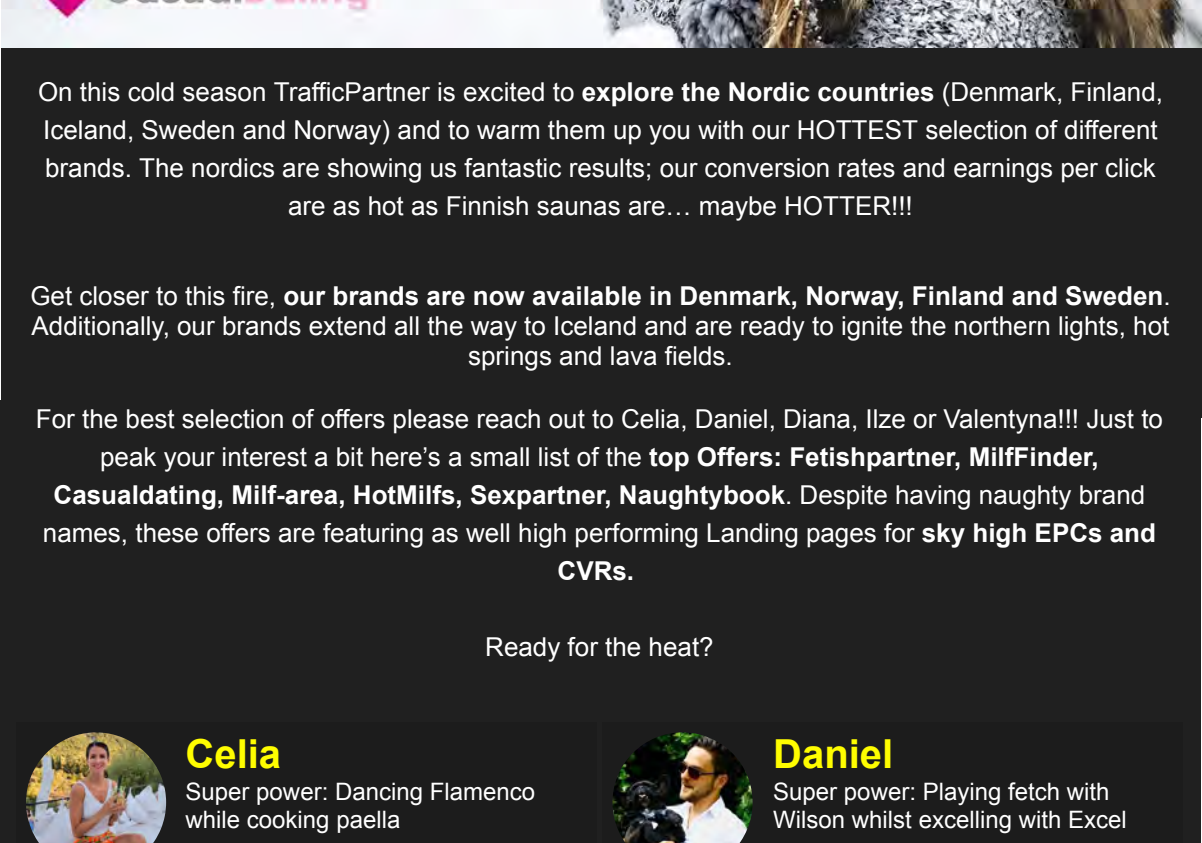 CasualDating
On this cold season TrafficPartner is excited to explore the Nordic countries (Denmark, Finland,
Iceland, Sweden and Norway) and to warm them up you with our HOTTEST selection of different
brands. The nordics are showing us fantastic results; our conversion rates and earnings per click
are as hot as Finnish saunas are… maybe HOTTER!!!
Get closer to this fire, our brands are now available in Denmark, Norway, Finland and Sweden.
Additionally, our brands extend all the way to Iceland and are ready to ignite the northern lights, hot
springs and lava fields.
For the best selection of offers please reach out to Celia, Daniel, Diana, Ilze or Valentyna!!! Just to
peak your interest a bit here’s a small list of the top Offers: Fetishpartner, MilfFinder,
Casualdating, Milf-area, HotMilfs, Sexpartner, Naughtybook. Despite having naughty brand
names, these offers are featuring as well high performing Landing pages for sky high EPCs and
CVRs.
Ready for the heat?
Celia
Super power: Dancing Flamenco
while cooking paella
Daniel
Super power: Playing fetch with
Wilson whilst excelling with Excel